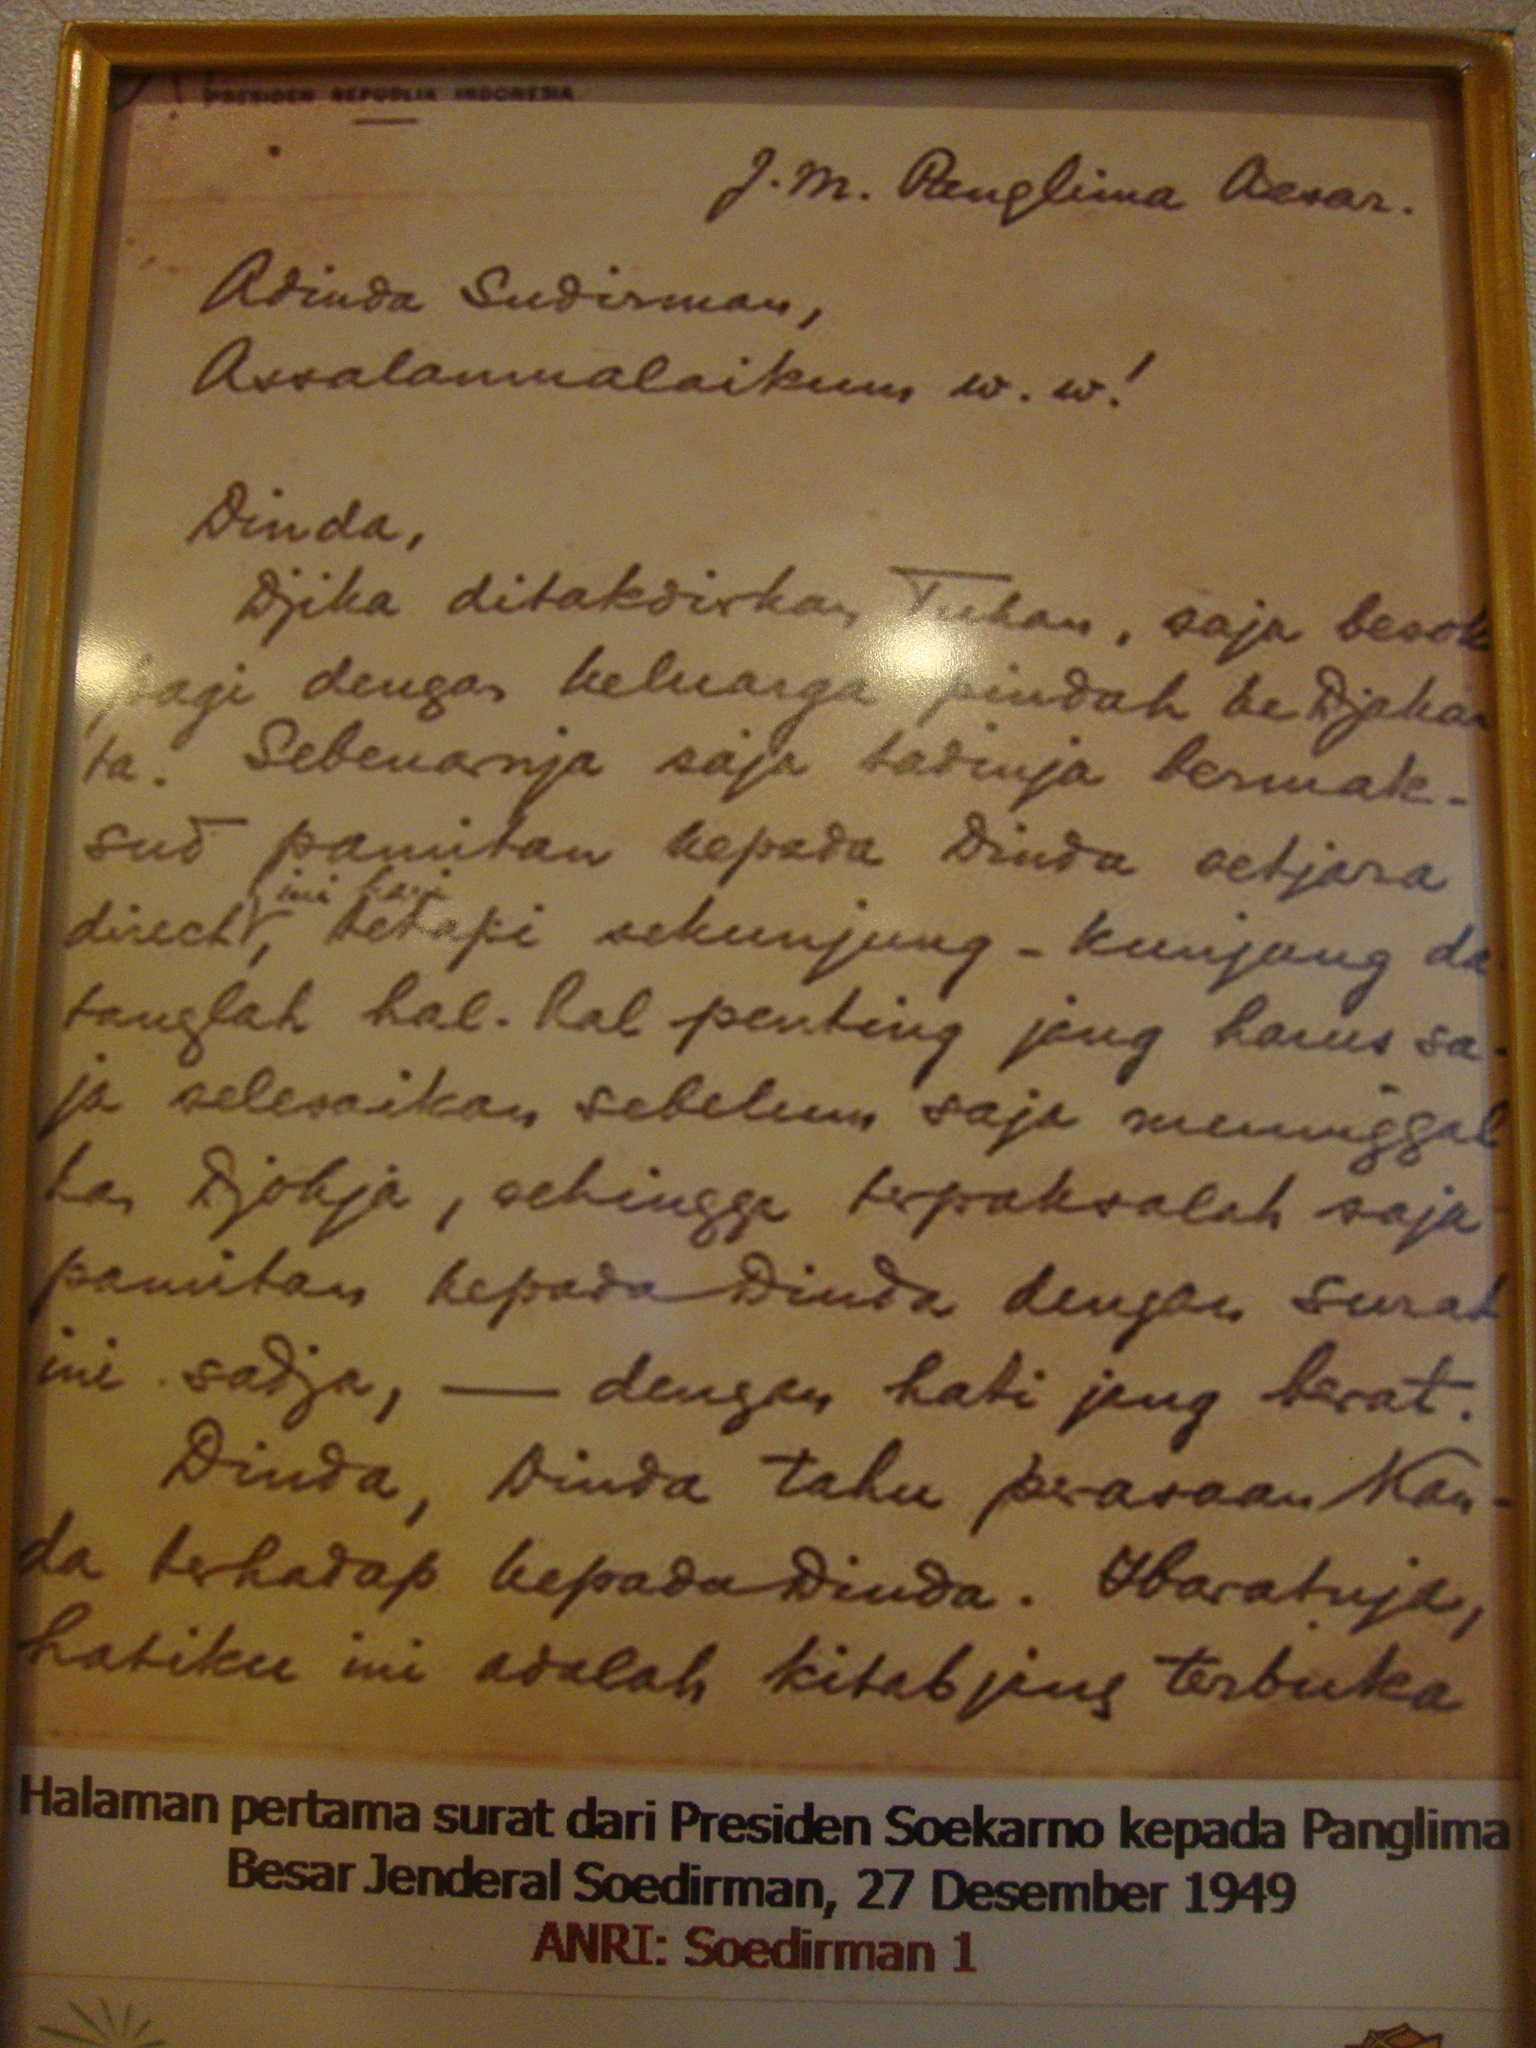 PRESIDEN REPUBLIK INDONESIA
J. M. Panglima Besar.
Adinda Sudirman,
Assalammualaikum w. w!
Dinda,
Djika ditakdirkan Tuhan, saja besok
pagi dengan keluarga pindah ke Djakar
ta. Sebenarnja saja tadinja bermak-
sud pamitan kepada Dinda setjara
ini hari
direct, tetapi sekunjung-kunjung da-
tanglah hal-hal penting jang harus sa-
ja selesaikan sebelum saja meninggal
kan Djokja, sehingga terpaksalah saja
pamitan kepada Dinda dengan surat
ini sadja, — dengan hati jang berat.
Dinda, Dinda tahu perasaan Kan-
da terhadap kepada Dinda. Ibaratnja,
hatiku ini adalah kitab jang terbuka
Halaman pertama surat dari Presiden Soekarno kepada Panglima
Besar Jenderal Soedirman, 27 Desember 1949
ANRI: Soedirman 1